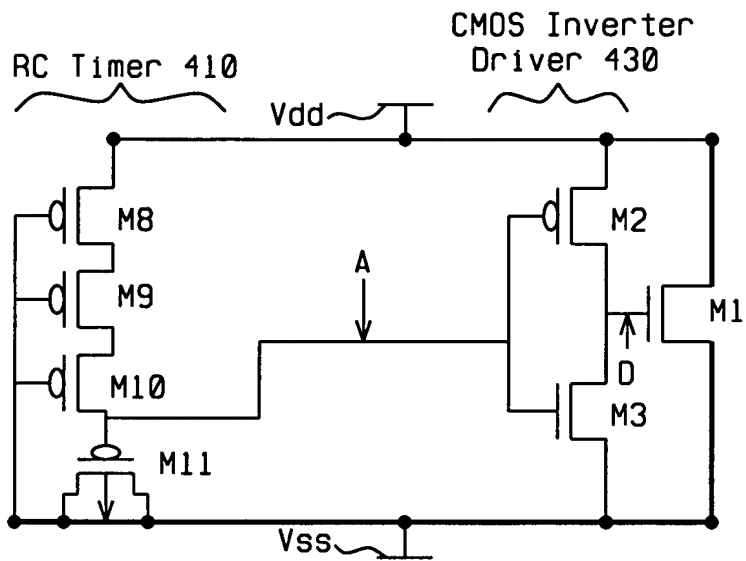 CMOS Inverter
Driver 430
RC Timer 410
Vdd
M8
M2
M9
A
M1
M10
D
M3
M11
Vss